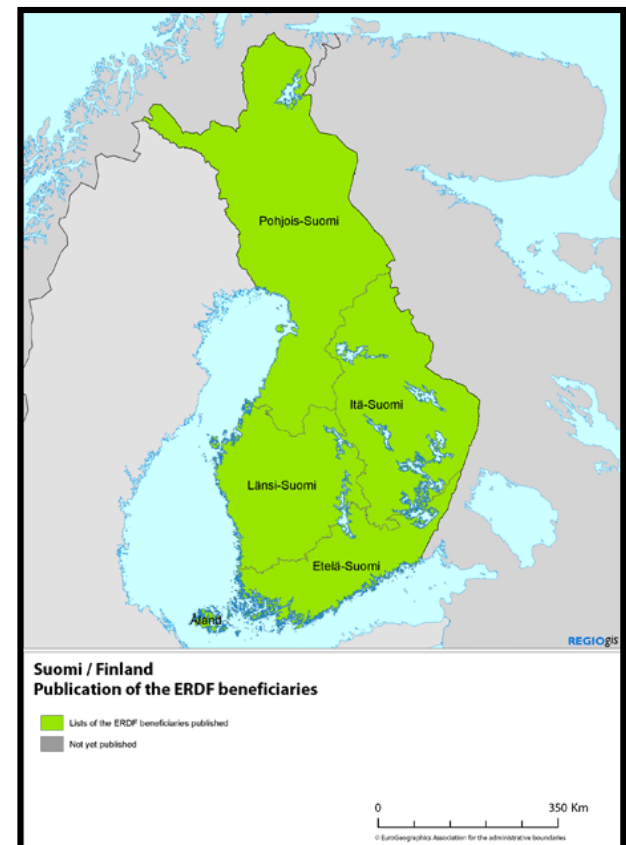 Pohjois-Suomi
Itä-Suomi
Länsi-Suomi
Etelä-Suomi
Åland
REGIOgis
Suomi / Finland
Publication of the ERDF beneficiaries
Lists of the ERDF beneficiaries published
Not yet published
0 350 Km
© EuroGeographics Association for the administrative boundaries